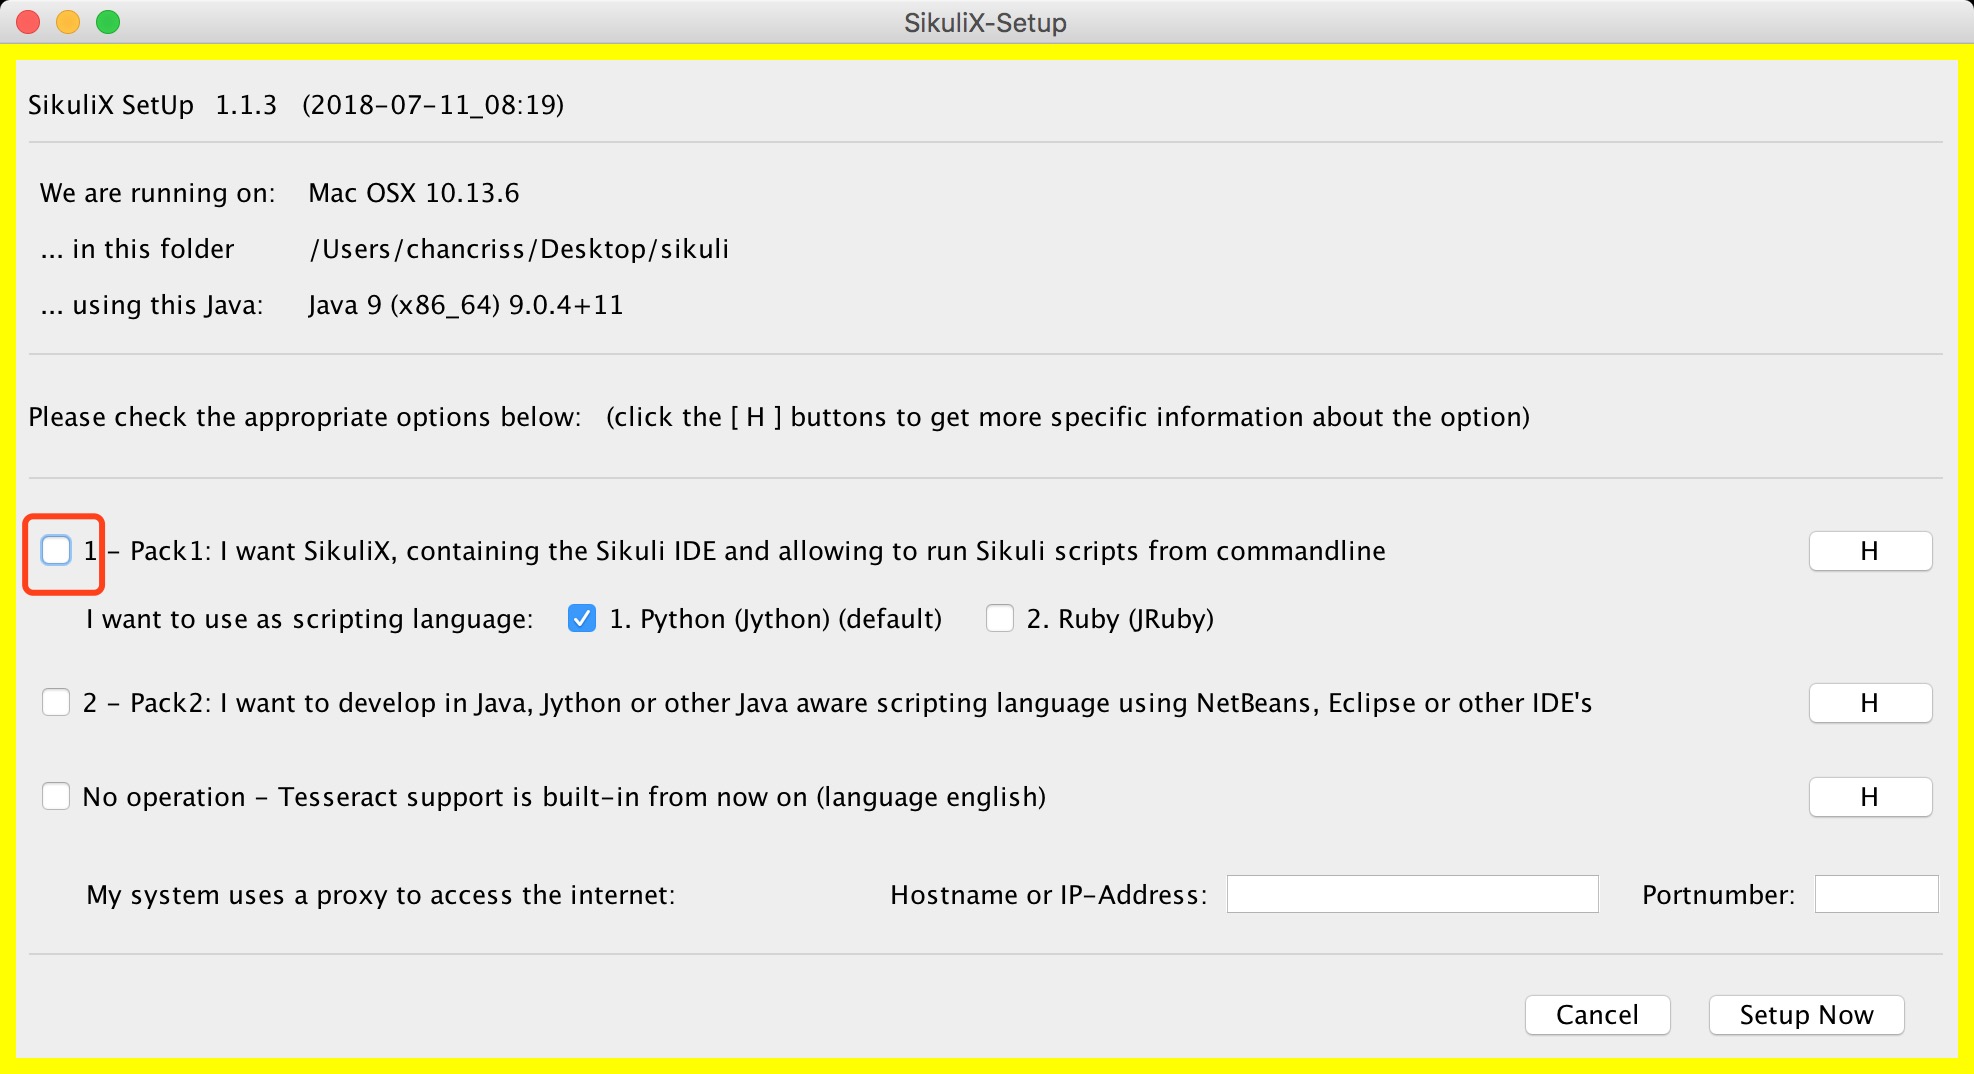 SikuliX-Setup
SikuliX SetUp 1.1.3 (2018-07-11_08:19)
We are running on: Mac OSX 10.13.6
... in this folder /Users/chancriss/Desktop/sikuli
... using this Java: Java 9 (x86_64) 9.0.4+11
Please check the appropriate options below: (click the [ H ] buttons to get more specific information about the option)
1 - Pack1: I want SikuliX, containing the Sikuli IDE and allowing to run Sikuli scripts from commandline H
I want to use as scripting language: 1. Python (Jython) (default) 2. Ruby (JRuby)
2 - Pack2: I want to develop in Java, Jython or other Java aware scripting language using NetBeans, Eclipse or other IDE's H
No operation - Tesseract support is built-in from now on (language english) H
My system uses a proxy to access the internet: Hostname or IP-Address: Portnumber:
Cancel Setup Now